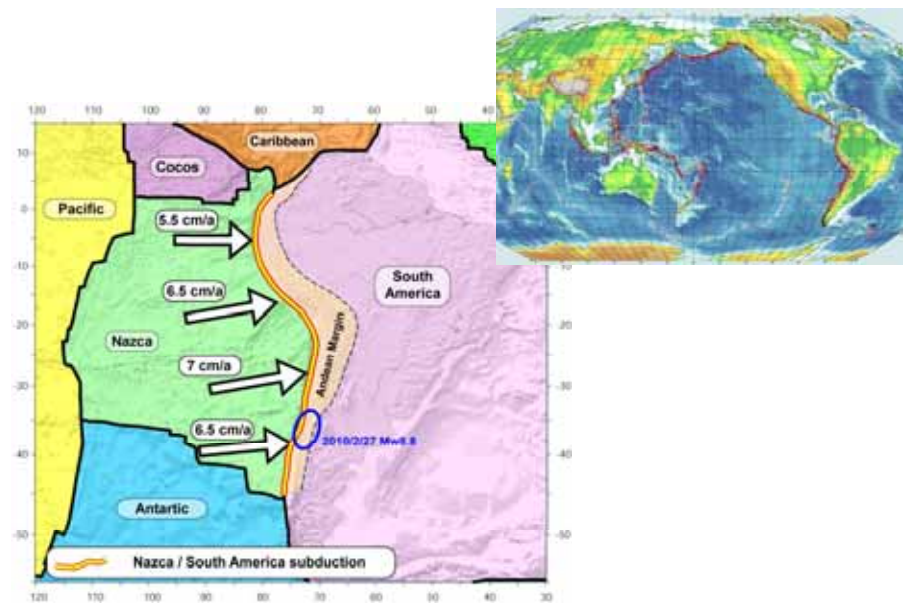 120 110 100 90 80 70 60 50 40
Caribbean
Cocos
10
Pacific
5.5 cm/a
0
-10
South
America
6.5 cm/a
-20
Nazca
Andean Margin
7 cm/a
-30
6.5 cm/a
2010/2/27 Mw8.8
-40
Antartic
-50
Nazca / South America subduction
120 110 100 90 80 70 60 50 40 30